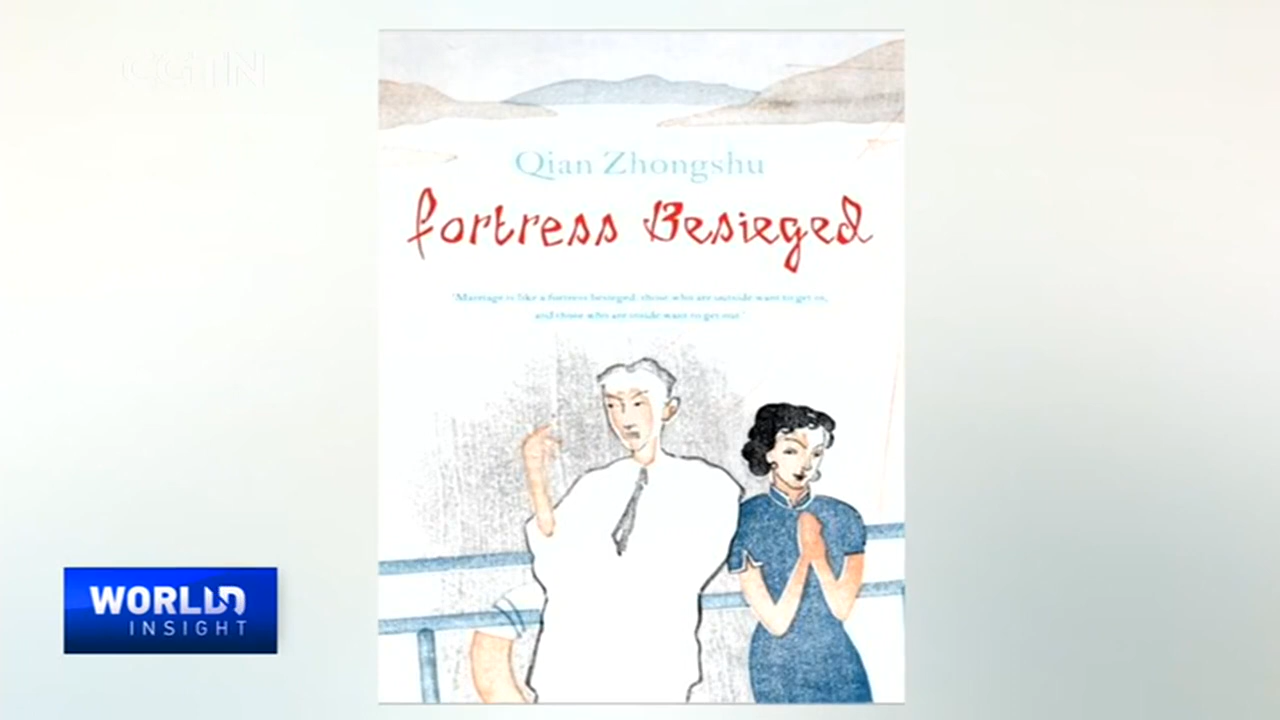 CGTN
Qian Zhongshu
fortress Besieged
'Marriage is like a fortress besieged: those who are outside want to get in,
and those who are inside want to get out.'
WORLD
INSIGHT